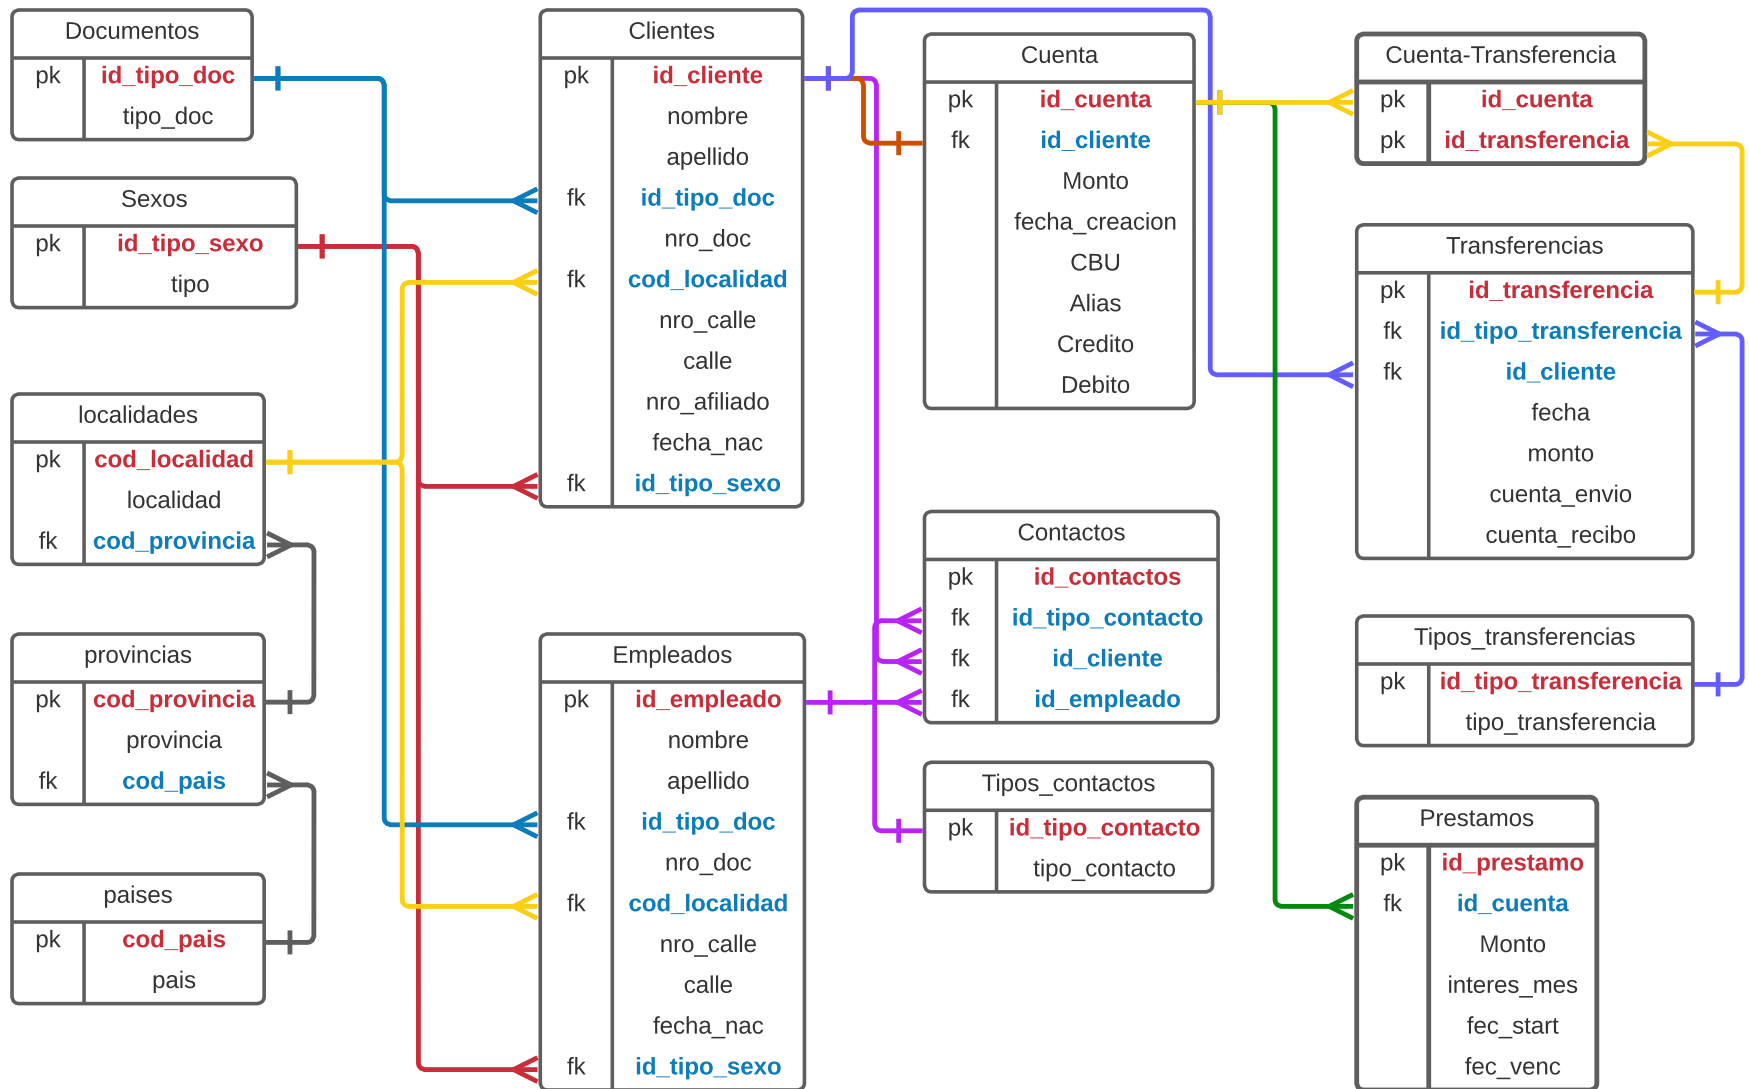 Documentos
pk id_tipo_doc
tipo_doc
Sexos
pk id_tipo_sexo
tipo
localidades
pk cod_localidad
localidad
fk cod_provincia
provincias
pk cod_provincia
provincia
fk cod_pais
paises
pk cod_pais
pais
Clientes
pk id_cliente
nombre
apellido
fk id_tipo_doc
nro_doc
fk cod_localidad
nro_calle
calle
nro_afiliado
fecha_nac
fk id_tipo_sexo
Empleados
pk id_empleado
nombre
apellido
fk id_tipo_doc
nro_doc
fk cod_localidad
nro_calle
calle
fecha_nac
fk id_tipo_sexo
Cuenta
pk id_cuenta
fk id_cliente
Monto
fecha_creacion
CBU
Alias
Credito
Debito
Contactos
pk id_contactos
fk id_tipo_contacto
fk id_cliente
fk id_empleado
Tipos_contactos
pk id_tipo_contacto
tipo_contacto
Cuenta-Transferencia
pk id_cuenta
pk id_transferencia
Transferencias
pk id_transferencia
fk id_tipo_transferencia
fk id_cliente
fecha
monto
cuenta_envio
cuenta_recibo
Tipos_transferencias
pk id_tipo_transferencia
tipo_transferencia
Prestamos
pk id_prestamo
fk id_cuenta
Monto
interes_mes
fec_start
fec_venc